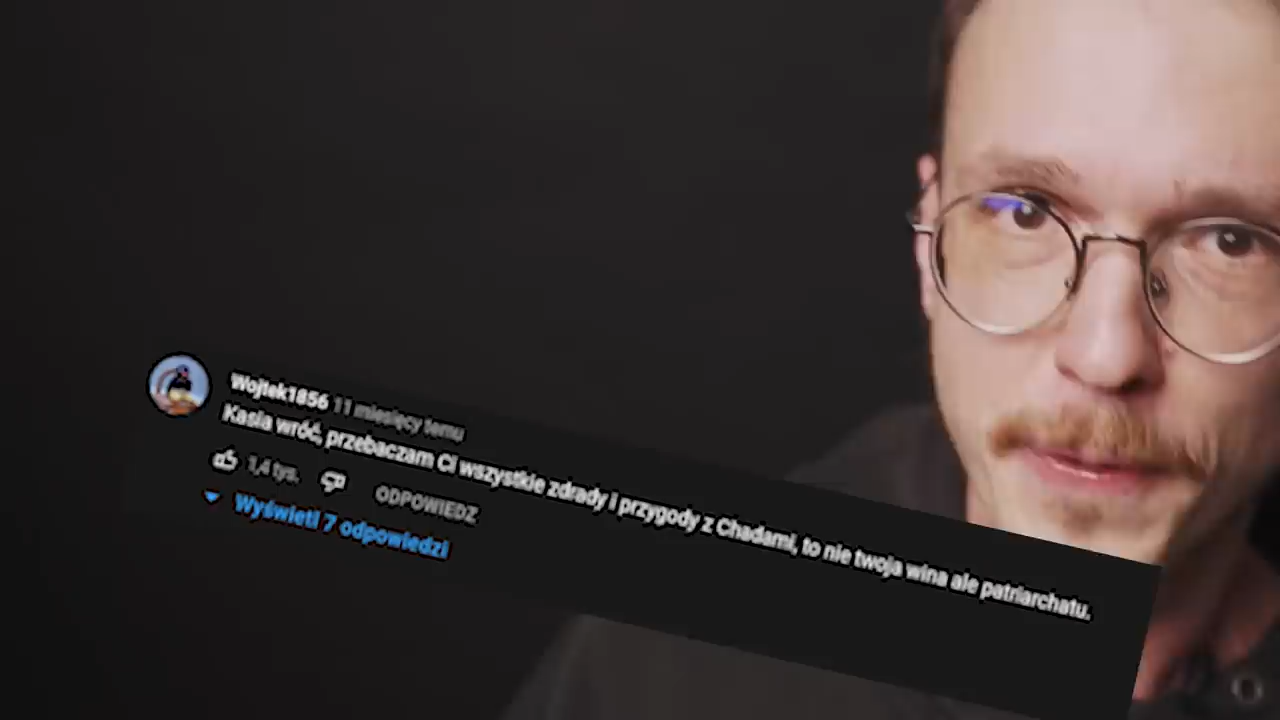 Wojtek1856 11 miesięcy temu
Kasia wróć, przebaczam Ci wszystkie zdrady i przygody z Chadami, to nie twoja wina ale patriarchatu.
1,4 tys. ODPOWIEDZ
Wyświetl 7 odpowiedzi